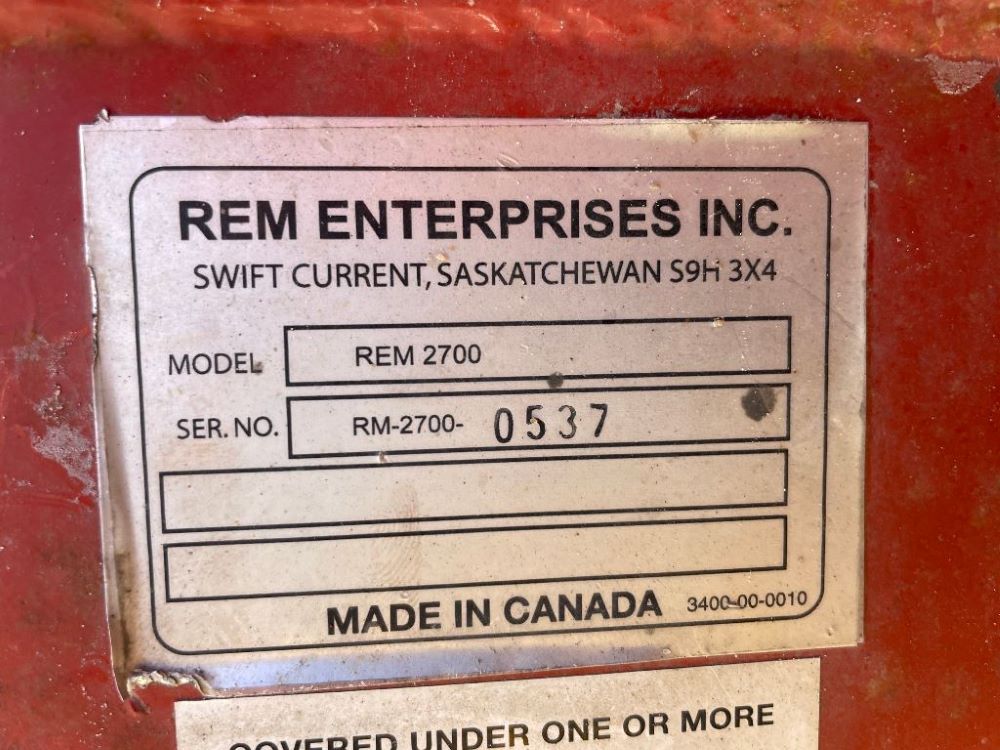 REM ENTERPRISES INC.
SWIFT CURRENT, SASKATCHEWAN S9H 3X4
MODEL REM 2700
SER. NO. RM-2700- 0537
MADE IN CANADA 3400-00-0010
COVERED UNDER ONE OR MORE